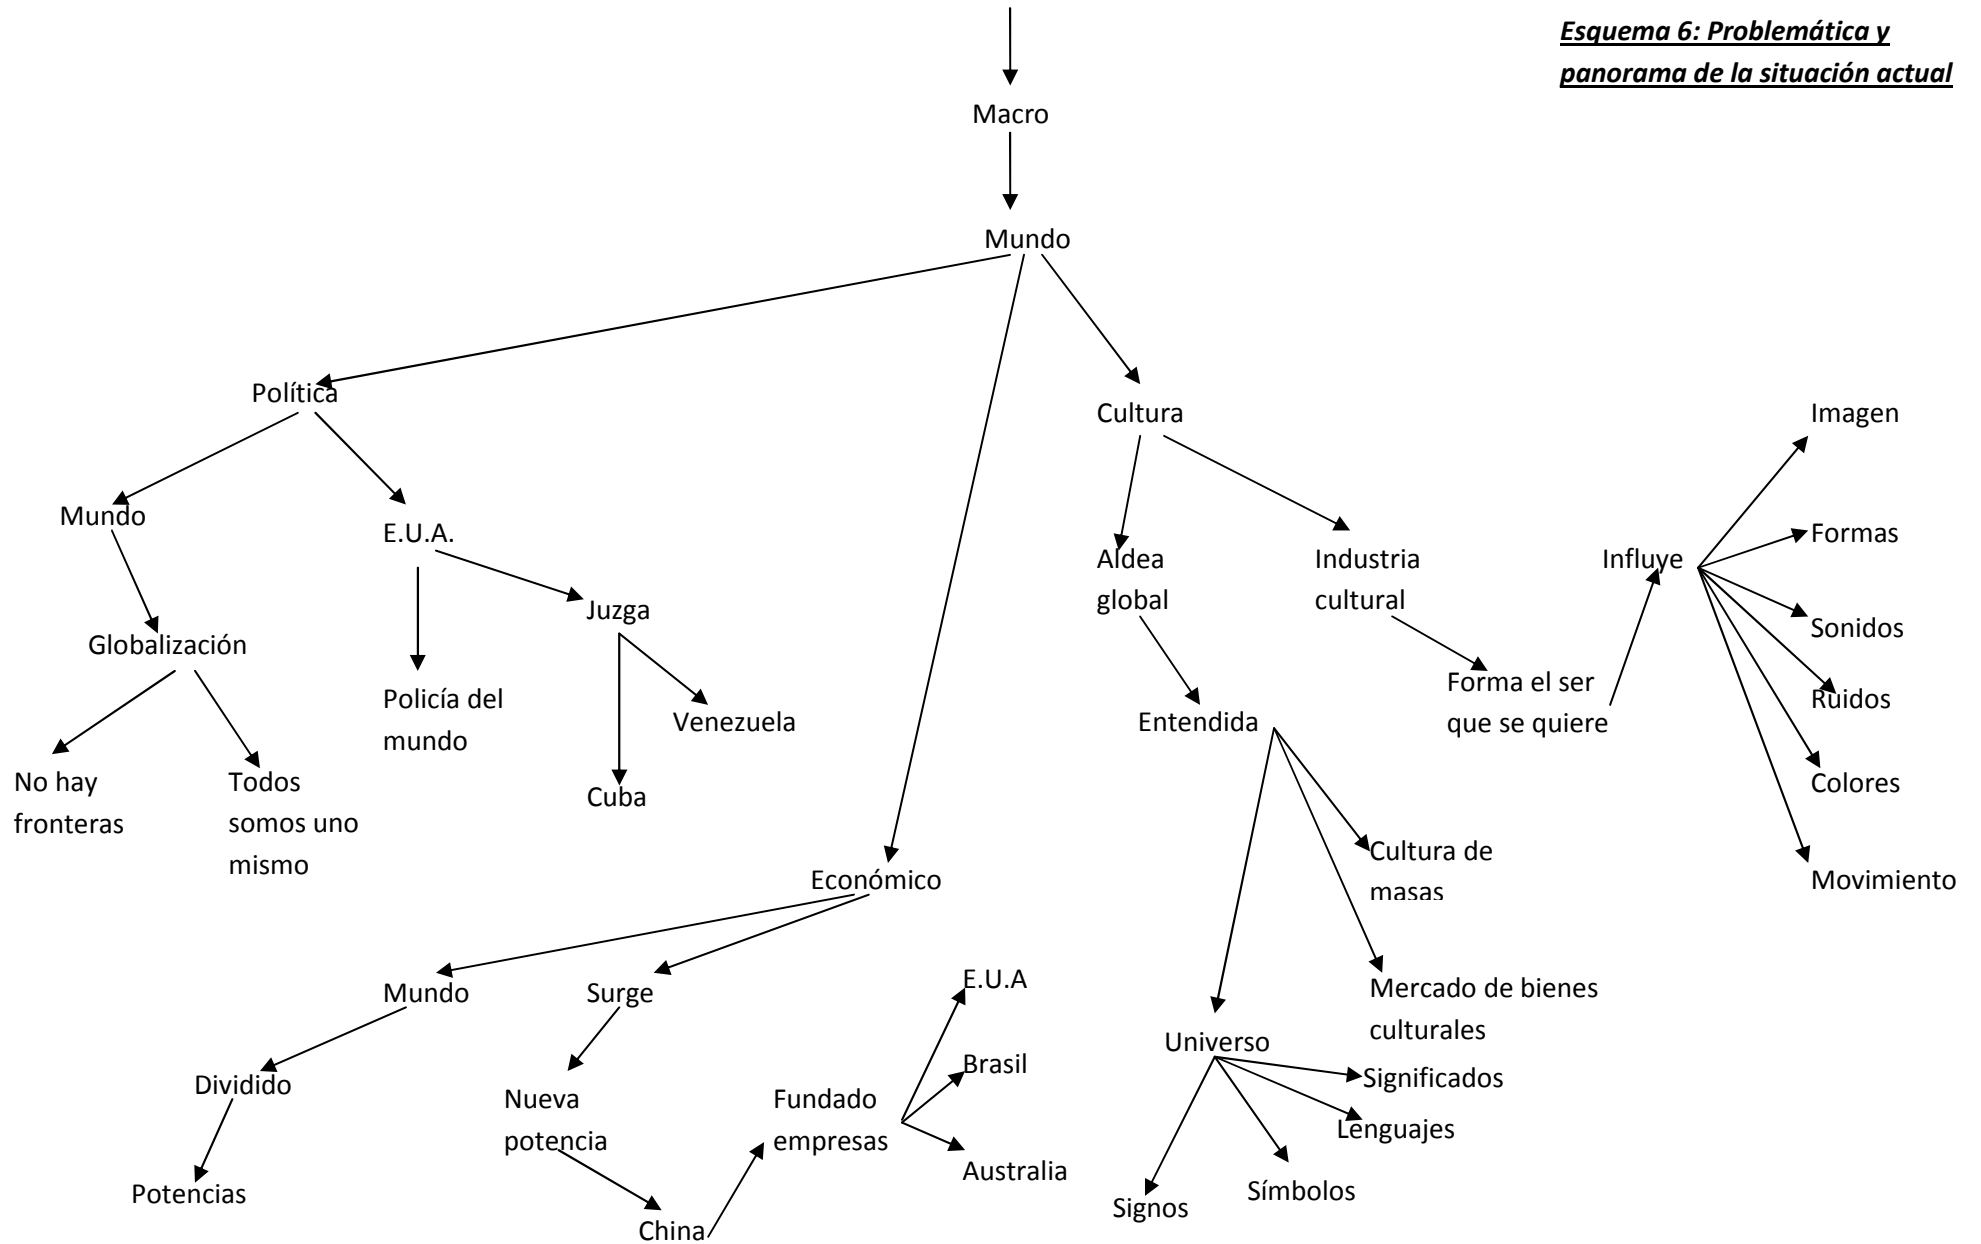 Esquema 6: Problemática y
panorama de la situación actual
Macro
Mundo
Política
Mundo
Globalización
No hay
fronteras
Todos
somos uno
mismo
E.U.A.
Policía del
mundo
Juzga
Venezuela
Cuba
Económico
Mundo
Dividido
Potencias
Surge
Nueva
potencia
China
Fundado
empresas
E.U.A
Brasil
Australia
Cultura
Aldea
global
Entendida
Cultura de
masas
Mercado de bienes
culturales
Universo
Significados
Lenguajes
Símbolos
Signos
Industria
cultural
Forma el ser
que se quiere
Influye
Imagen
Formas
Sonidos
Ruidos
Colores
Movimiento